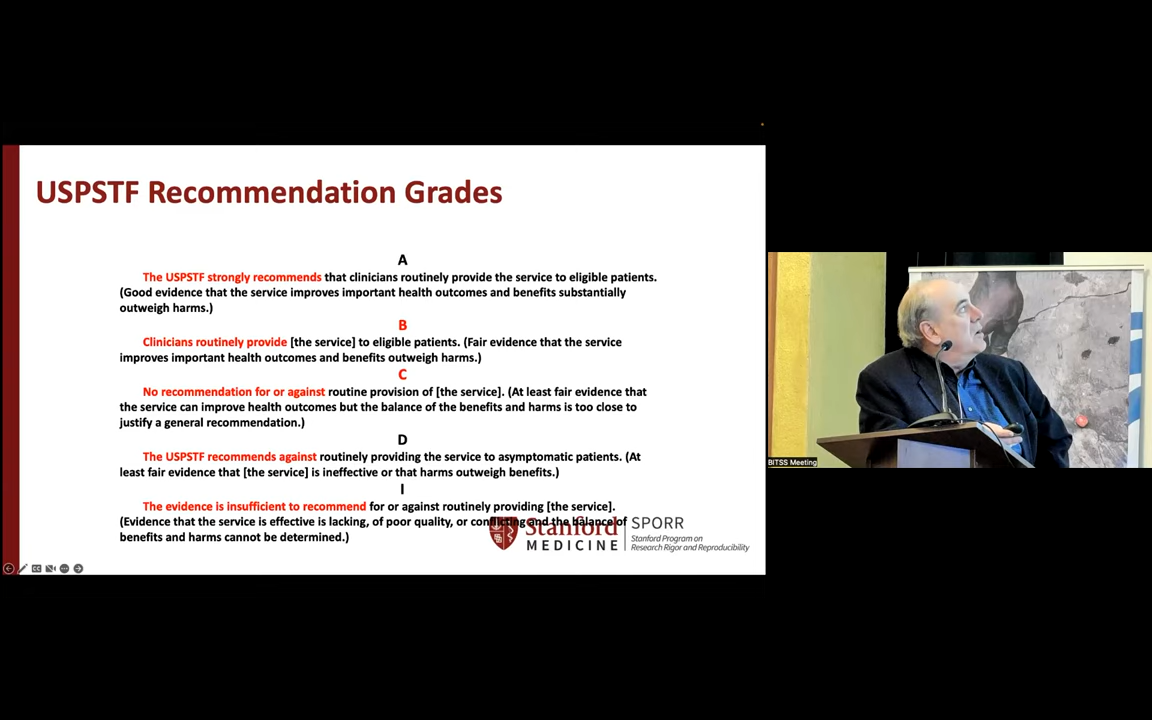 USPSTF Recommendation Grades
A
The USPSTF strongly recommends that clinicians routinely provide the service to eligible patients.
(Good evidence that the service improves important health outcomes and benefits substantially
outweigh harms.)
B
Clinicians routinely provide [the service] to eligible patients. (Fair evidence that the service
improves important health outcomes and benefits outweigh harms.)
C
No recommendation for or against routine provision of [the service]. (At least fair evidence that
the service can improve health outcomes but the balance of the benefits and harms is too close to
justify a general recommendation.)
D
The USPSTF recommends against routinely providing the service to asymptomatic patients. (At
least fair evidence that [the service] is ineffective or that harms outweigh benefits.)
I
The evidence is insufficient to recommend for or against routinely providing [the service].
(Evidence that the service is effective is lacking, of poor quality, or conflicting and the balance of
benefits and harms cannot be determined.)
Stanford
MEDICINE
SPORR
Stanford Program on
Research Rigor and Reproducibility
BITSS Meeting